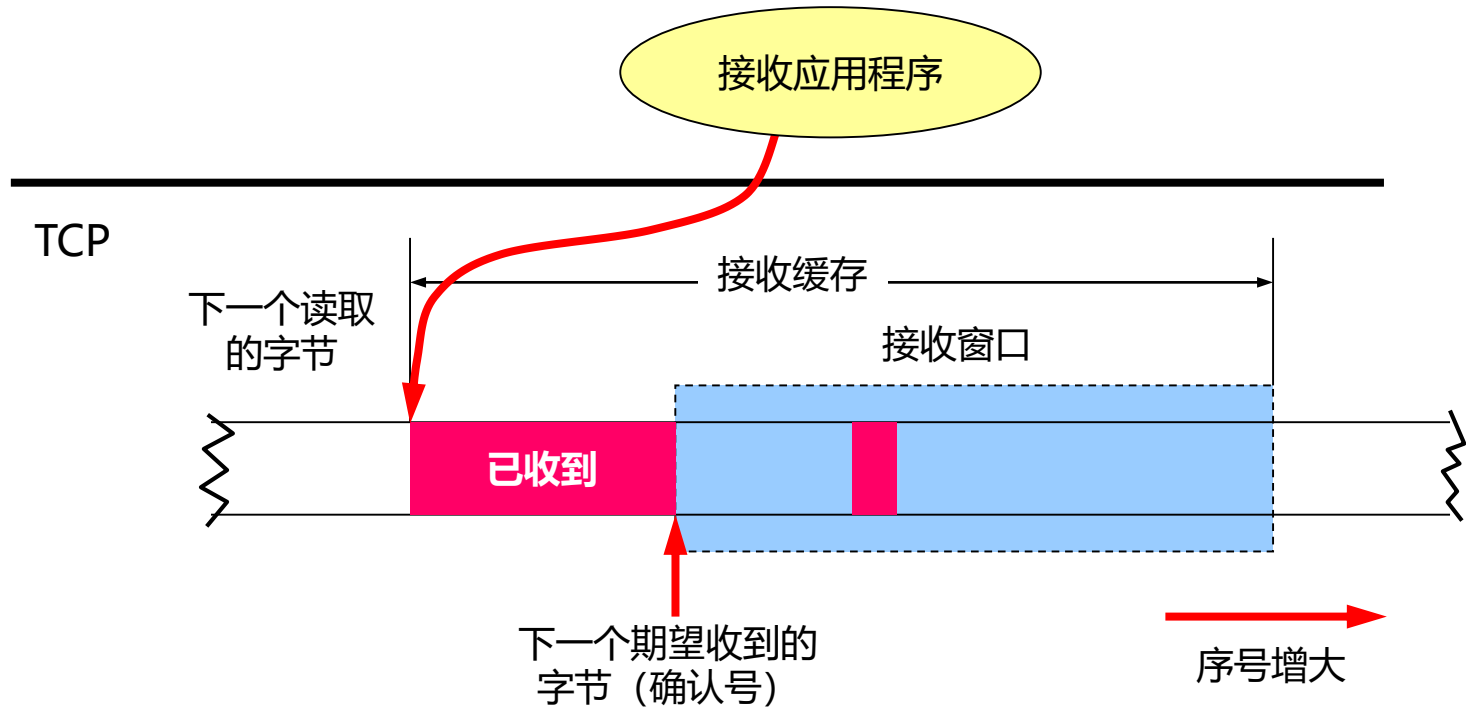 接收应用程序
TCP
接收缓存
下一个读取
的字节
接收窗口
已收到
下一个期望收到的
字节（确认号）
序号增大